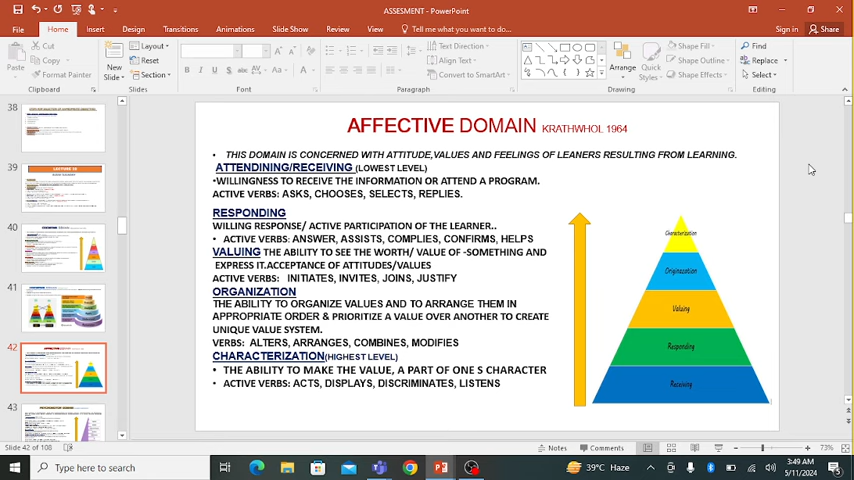 ASSESMENT - PowerPoint
Sign in
Share
File
Home
Insert
Design
Transitions
Animations
Slide Show
Review
View
Tell me what you want to do...
Paste
Cut
Copy
Format Painter
Clipboard
New
Slide
Layout
Reset
Section
Slides
Font
Text Direction
Align Text
Convert to SmartArt
Paragraph
Arrange
Quick
Styles
Shape Fill
Shape Outline
Shape Effects
Drawing
Find
Replace
Select
Editing
38
39
40
41
42
43
AFFECTIVE DOMAIN KRATHWHOL 1964
• THIS DOMAIN IS CONCERNED WITH ATTITUDE,VALUES AND FEELINGS OF LEANERS RESULTING FROM LEARNING.
ATTENDINING/RECEIVING (LOWEST LEVEL)
•WILLINGNESS TO RECEIVE THE INFORMATION OR ATTEND A PROGRAM.
ACTIVE VERBS: ASKS, CHOOSES, SELECTS, REPLIES.
RESPONDING
WILLING RESPONSE/ ACTIVE PARTICIPATION OF THE LEARNER..
• ACTIVE VERBS: ANSWER, ASSISTS, COMPLIES, CONFIRMS, HELPS
VALUING THE ABILITY TO SEE THE WORTH/ VALUE OF -SOMETHING AND
EXPRESS IT.ACCEPTANCE OF ATTITUDES/VALUES
ACTIVE VERBS: INITIATES, INVITES, JOINS, JUSTIFY
ORGANIZATION
THE ABILITY TO ORGANIZE VALUES AND TO ARRANGE THEM IN
APPROPRIATE ORDER & PRIORITIZE A VALUE OVER ANOTHER TO CREATE
UNIQUE VALUE SYSTEM.
VERBS: ALTERS, ARRANGES, COMBINES, MODIFIES
CHARACTERIZATION(HIGHEST LEVEL)
• THE ABILITY TO MAKE THE VALUE, A PART OF ONE S CHARACTER
• ACTIVE VERBS: ACTS, DISPLAYS, DISCRIMINATES, LISTENS
Characterization
Valuing
Responding
Receiving
Slide 42 of 108
Notes
Comments
73%
Type here to search
39°C Haze
3:49 AM
5/11/2024